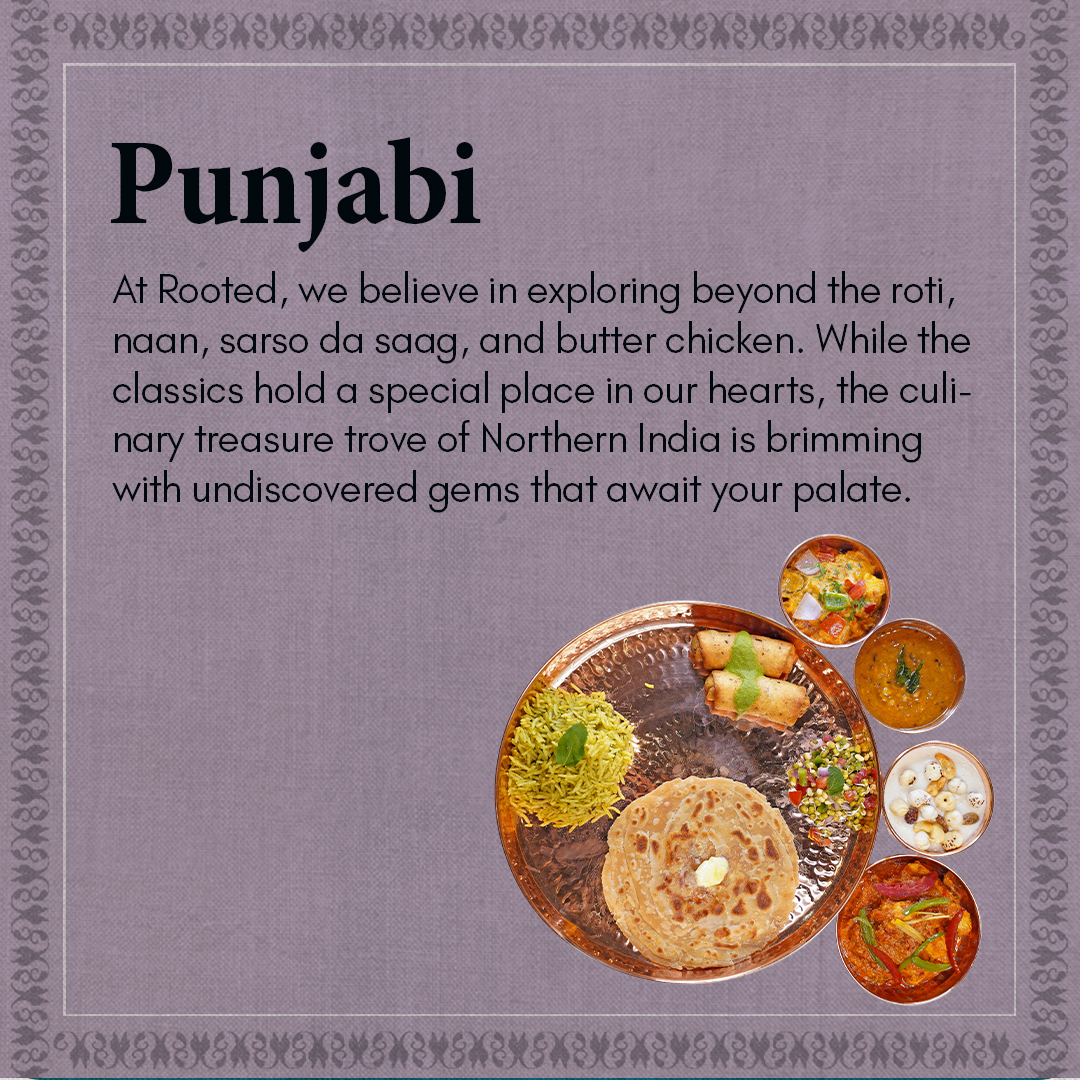 Punjabi
At Rooted, we believe in exploring beyond the roti,
naan, sarso da saag, and butter chicken. While the
classics hold a special place in our hearts, the culi-
nary treasure trove of Northern India is brimming
with undiscovered gems that await your palate.